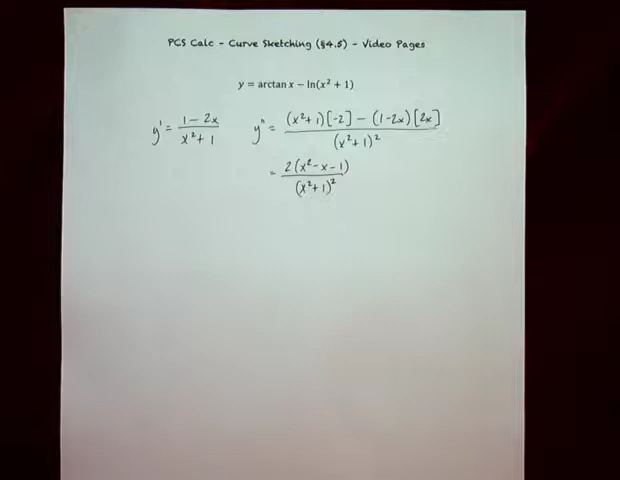 PCS Calc - Curve Sketching (§4.5) - Video Pages
y = arctan x − ln(x² + 1)
y' = (1 - 2x)/(x² + 1)    y" = ((x²+1)[-2] - (1-2x)[2x])/(x²+1)²
= 2(x² - x - 1)/(x²+1)²